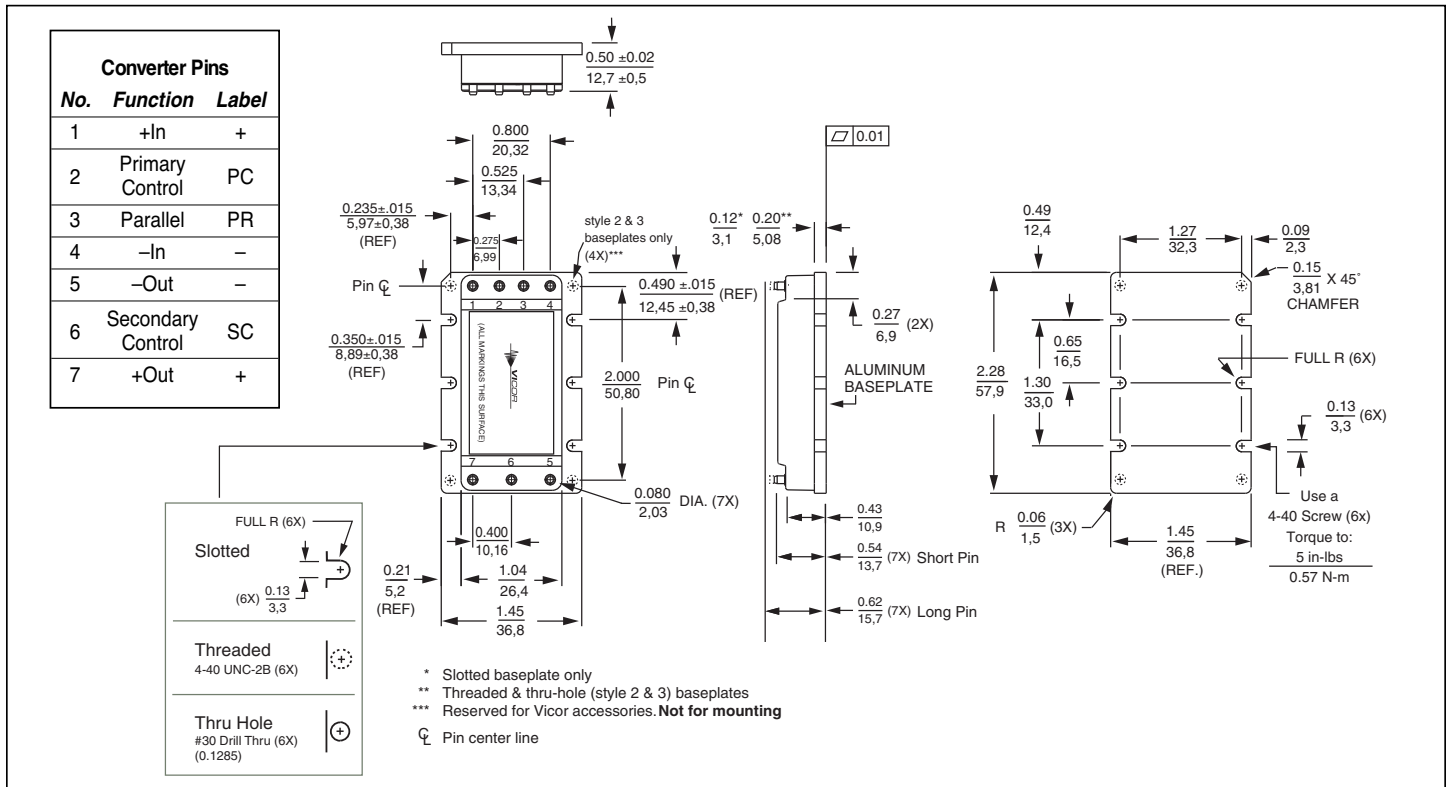 Converter Pins
No. Function Label
1 +In +
2 Primary Control PC
3 Parallel PR
4 –In –
5 –Out –
6 Secondary Control SC
7 +Out +
0.50 ±0.02
12,7 ±0,5
0.800
20,32
0.525
13,34
0.235±.015
5,97±0,38
(REF)
0.275
6,99
style 2 & 3
baseplates only
(4X)***
Pin ℄
1 2 3 4
0.490 ±.015
12,45 ±0,38
(REF)
0.350±.015
8,89±0,38
(REF)
(ALL MARKINGS THIS SURFACE)
VICOR
2.000
50,80
Pin ℄
7 6 5
0.080
2,03
DIA. (7X)
0.400
10,16
0.21
5,2
(REF)
1.04
26,4
1.45
36,8
0.01
0.12*
3,1
0.20**
5,08
0.27
6,9
(2X)
ALUMINUM
BASEPLATE
0.43
10,9
0.54
13,7
(7X) Short Pin
0.62
15,7
(7X) Long Pin
0.49
12,4
1.27
32,3
0.09
2,3
0.15
3,81
X 45˚
CHAMFER
0.65
16,5
FULL R (6X)
2.28
57,9
1.30
33,0
0.13
3,3
(6X)
R 0.06
1,5
(3X)
1.45
36,8
(REF.)
Use a
4-40 Screw (6x)
Torque to:
5 in-lbs
0.57 N-m
FULL R (6X)
Slotted
(6X) 0.13
3,3
Threaded
4-40 UNC-2B (6X)
Thru Hole
#30 Drill Thru (6X)
(0.1285)
* Slotted baseplate only
** Threaded & thru-hole (style 2 & 3) baseplates
*** Reserved for Vicor accessories. Not for mounting
℄ Pin center line